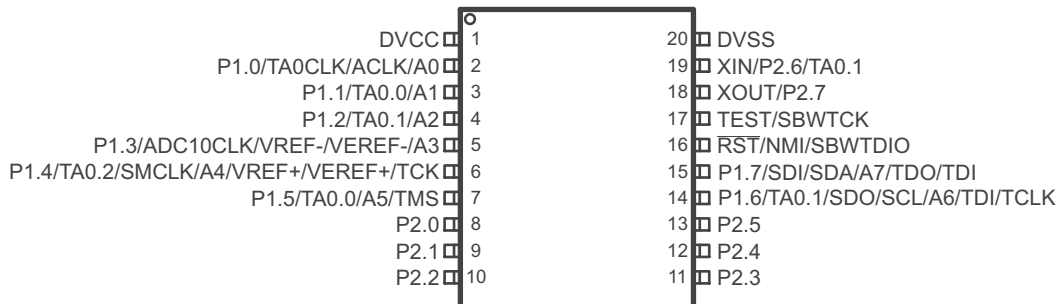 DVCC 1 20 DVSS
P1.0/TA0CLK/ACLK/A0 2 19 XIN/P2.6/TA0.1
P1.1/TA0.0/A1 3 18 XOUT/P2.7
P1.2/TA0.1/A2 4 17 TEST/SBWTCK
P1.3/ADC10CLK/VREF-/VEREF-/A3 5 16 RST/NMI/SBWTDIO
P1.4/TA0.2/SMCLK/A4/VREF+/VEREF+/TCK 6 15 P1.7/SDI/SDA/A7/TDO/TDI
P1.5/TA0.0/A5/TMS 7 14 P1.6/TA0.1/SDO/SCL/A6/TDI/TCLK
P2.0 8 13 P2.5
P2.1 9 12 P2.4
P2.2 10 11 P2.3